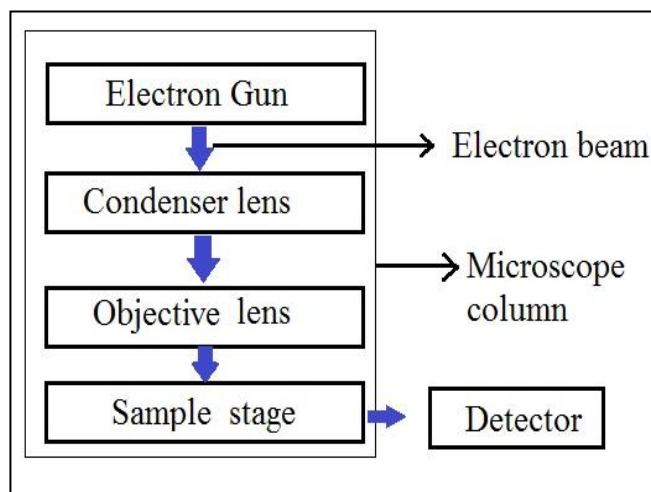 Electron Gun
Electron beam
Condenser lens
Microscope
column
Objective lens
Sample stage
Detector